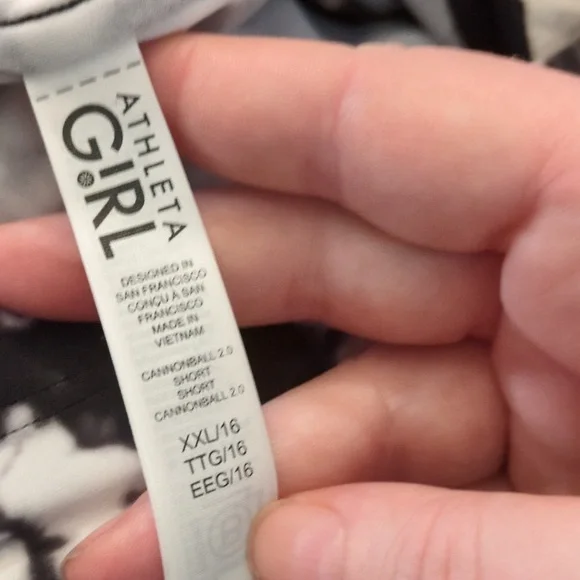 ATHLETA
GiRL
DESIGNED IN
SAN FRANCISCO
CONÇU À SAN
FRANCISCO
MADE IN
VIETNAM
CANNONBALL 2.0
SHORT
SHORT
CANNONBALL 2.0
XXL/16
TTG/16
EEG/16
B